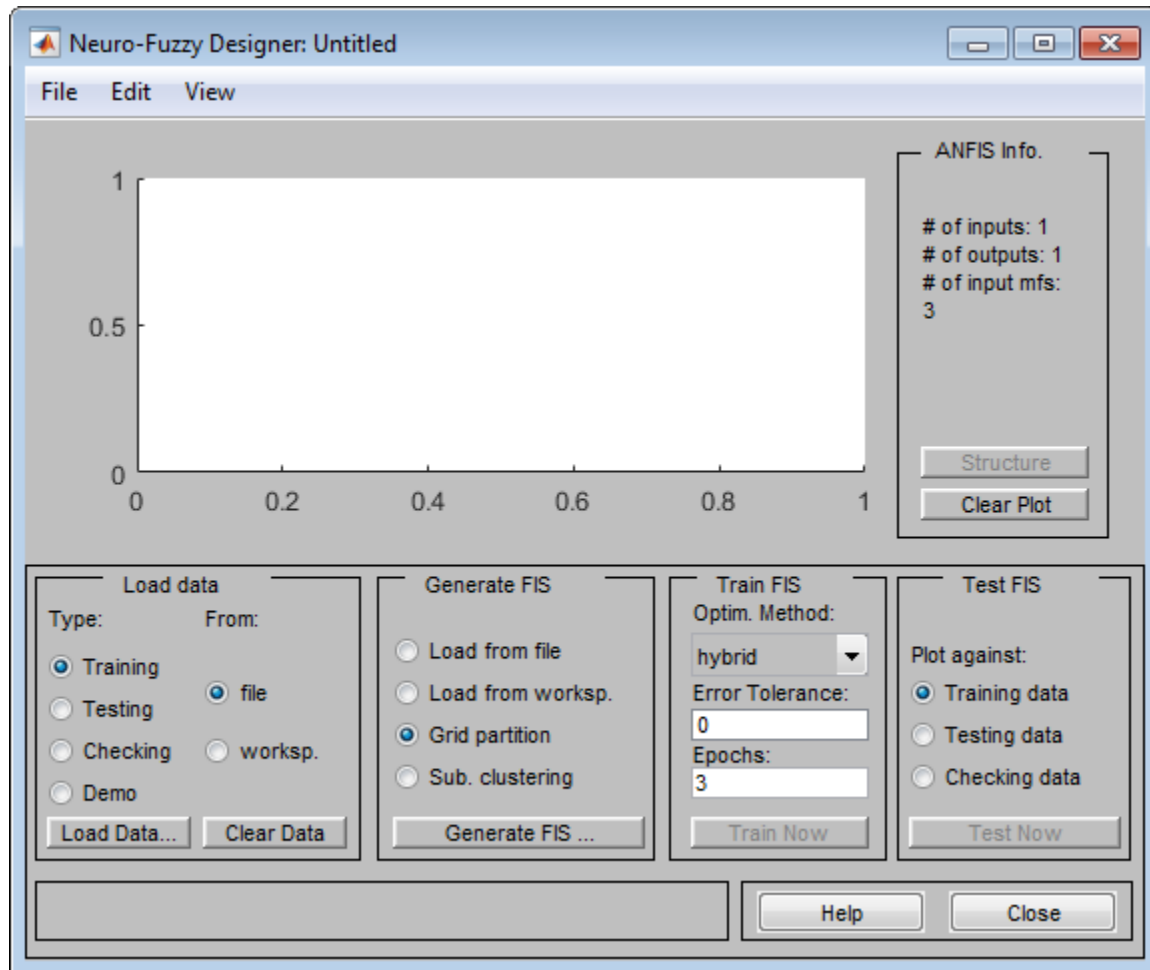 Neuro-Fuzzy Designer: Untitled
File Edit View
ANFIS Info.
1
0.5
0
0 0.2 0.4 0.6 0.8 1
# of inputs: 1
# of outputs: 1
# of input mfs:
3
Structure
Clear Plot
Load data
Type: From:
Training
file
Testing
Checking
worksp.
Demo
Load Data... Clear Data
Generate FIS
Load from file
Load from worksp.
Grid partition
Sub. clustering
Generate FIS ...
Train FIS
Optim. Method:
hybrid
Error Tolerance:
0
Epochs:
3
Train Now
Test FIS
Plot against:
Training data
Testing data
Checking data
Test Now
Help Close